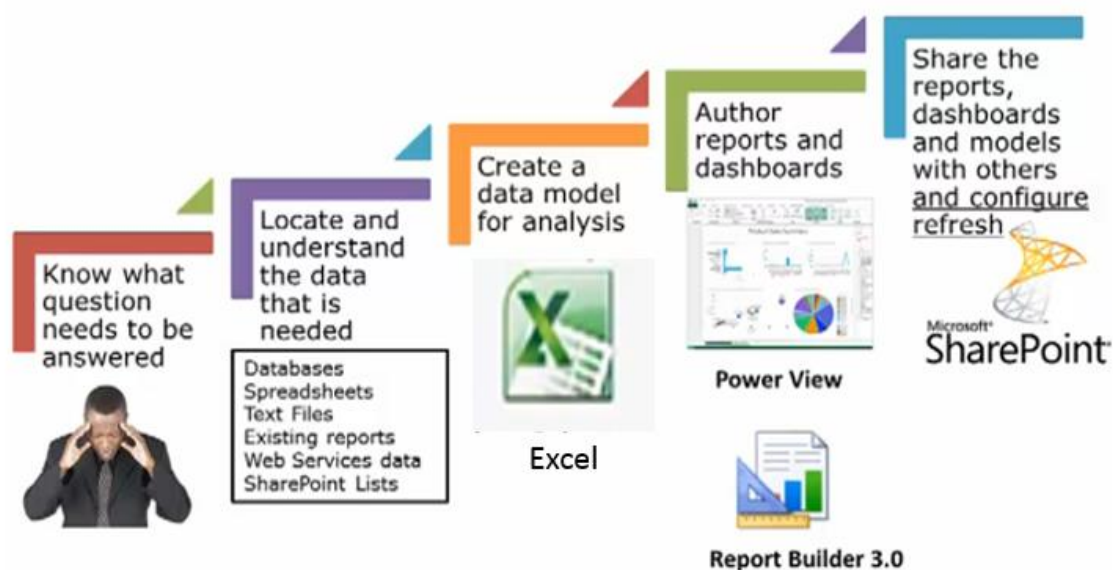 Know what
question
needs to be
answered
Locate and
understand
the data
that is
needed
Databases
Spreadsheets
Text Files
Existing reports
Web Services data
SharePoint Lists
Create a
data model
for analysis
Excel
Author
reports and
dashboards
Power View
Report Builder 3.0
Share the
reports,
dashboards
and models
with others
and configure
refresh
Microsoft®
SharePoint